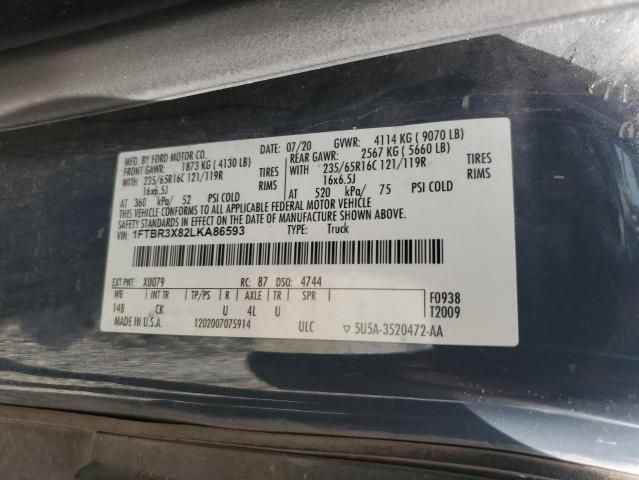 MFD. BY FORD MOTOR CO.
DATE: 07/20 GVWR: 4114 KG ( 9070 LB)
FRONT GAWR: 1873 KG ( 4130 LB) REAR GAWR: 2567 KG ( 5660 LB)
WITH 235/65R16C 121/119R TIRES WITH 235/65R16C 121/119R TIRES
16x6.5J RIMS 16x6.5J RIMS
AT 360 kPa/ 52 PSI COLD AT 520 kPa/ 75 PSI COLD
THIS VEHICLE CONFORMS TO ALL APPLICABLE FEDERAL MOTOR VEHICLE
SAFETY STANDARDS IN EFFECT ON THE DATE OF MANUFACTURE SHOWN ABOVE.
VIN: 1FTBR3X82LKA86593 TYPE: Truck
EXT PNT: X0079 RC: 87 DSO: 4744
WB INT TR TP/PS R AXLE TR SPR F0938
148 CK U 4L U T2009
MADE IN U.S.A. 1202007075914 ULC ▽ 5U5A-3520472-AA